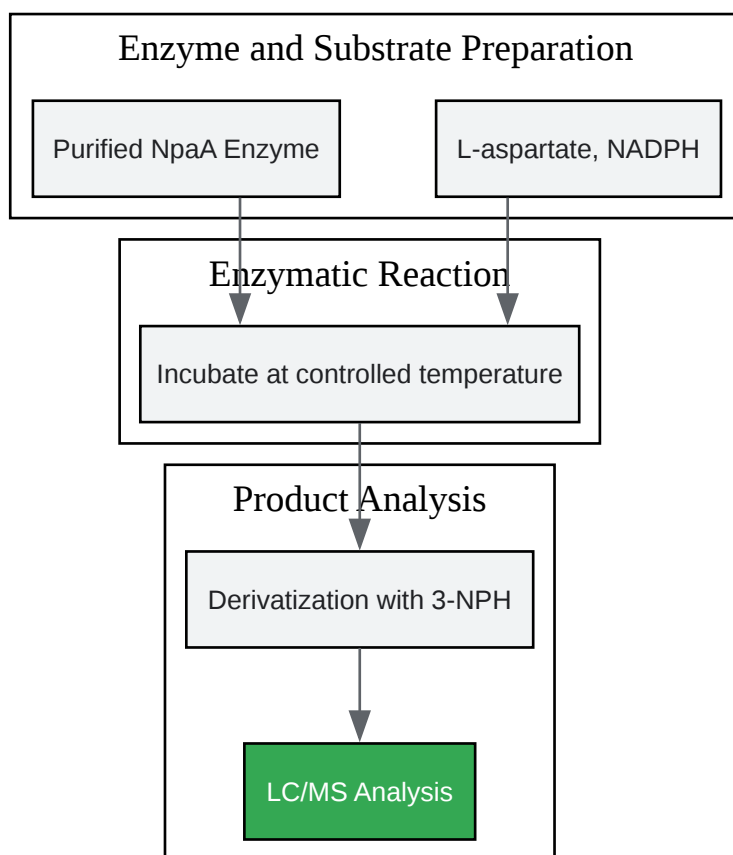 Enzyme and Substrate Preparation
Purified NpaA Enzyme
L-aspartate, NADPH
Enzymatic Reaction
Incubate at controlled temperature
Product Analysis
Derivatization with 3-NPH
LC/MS Analysis